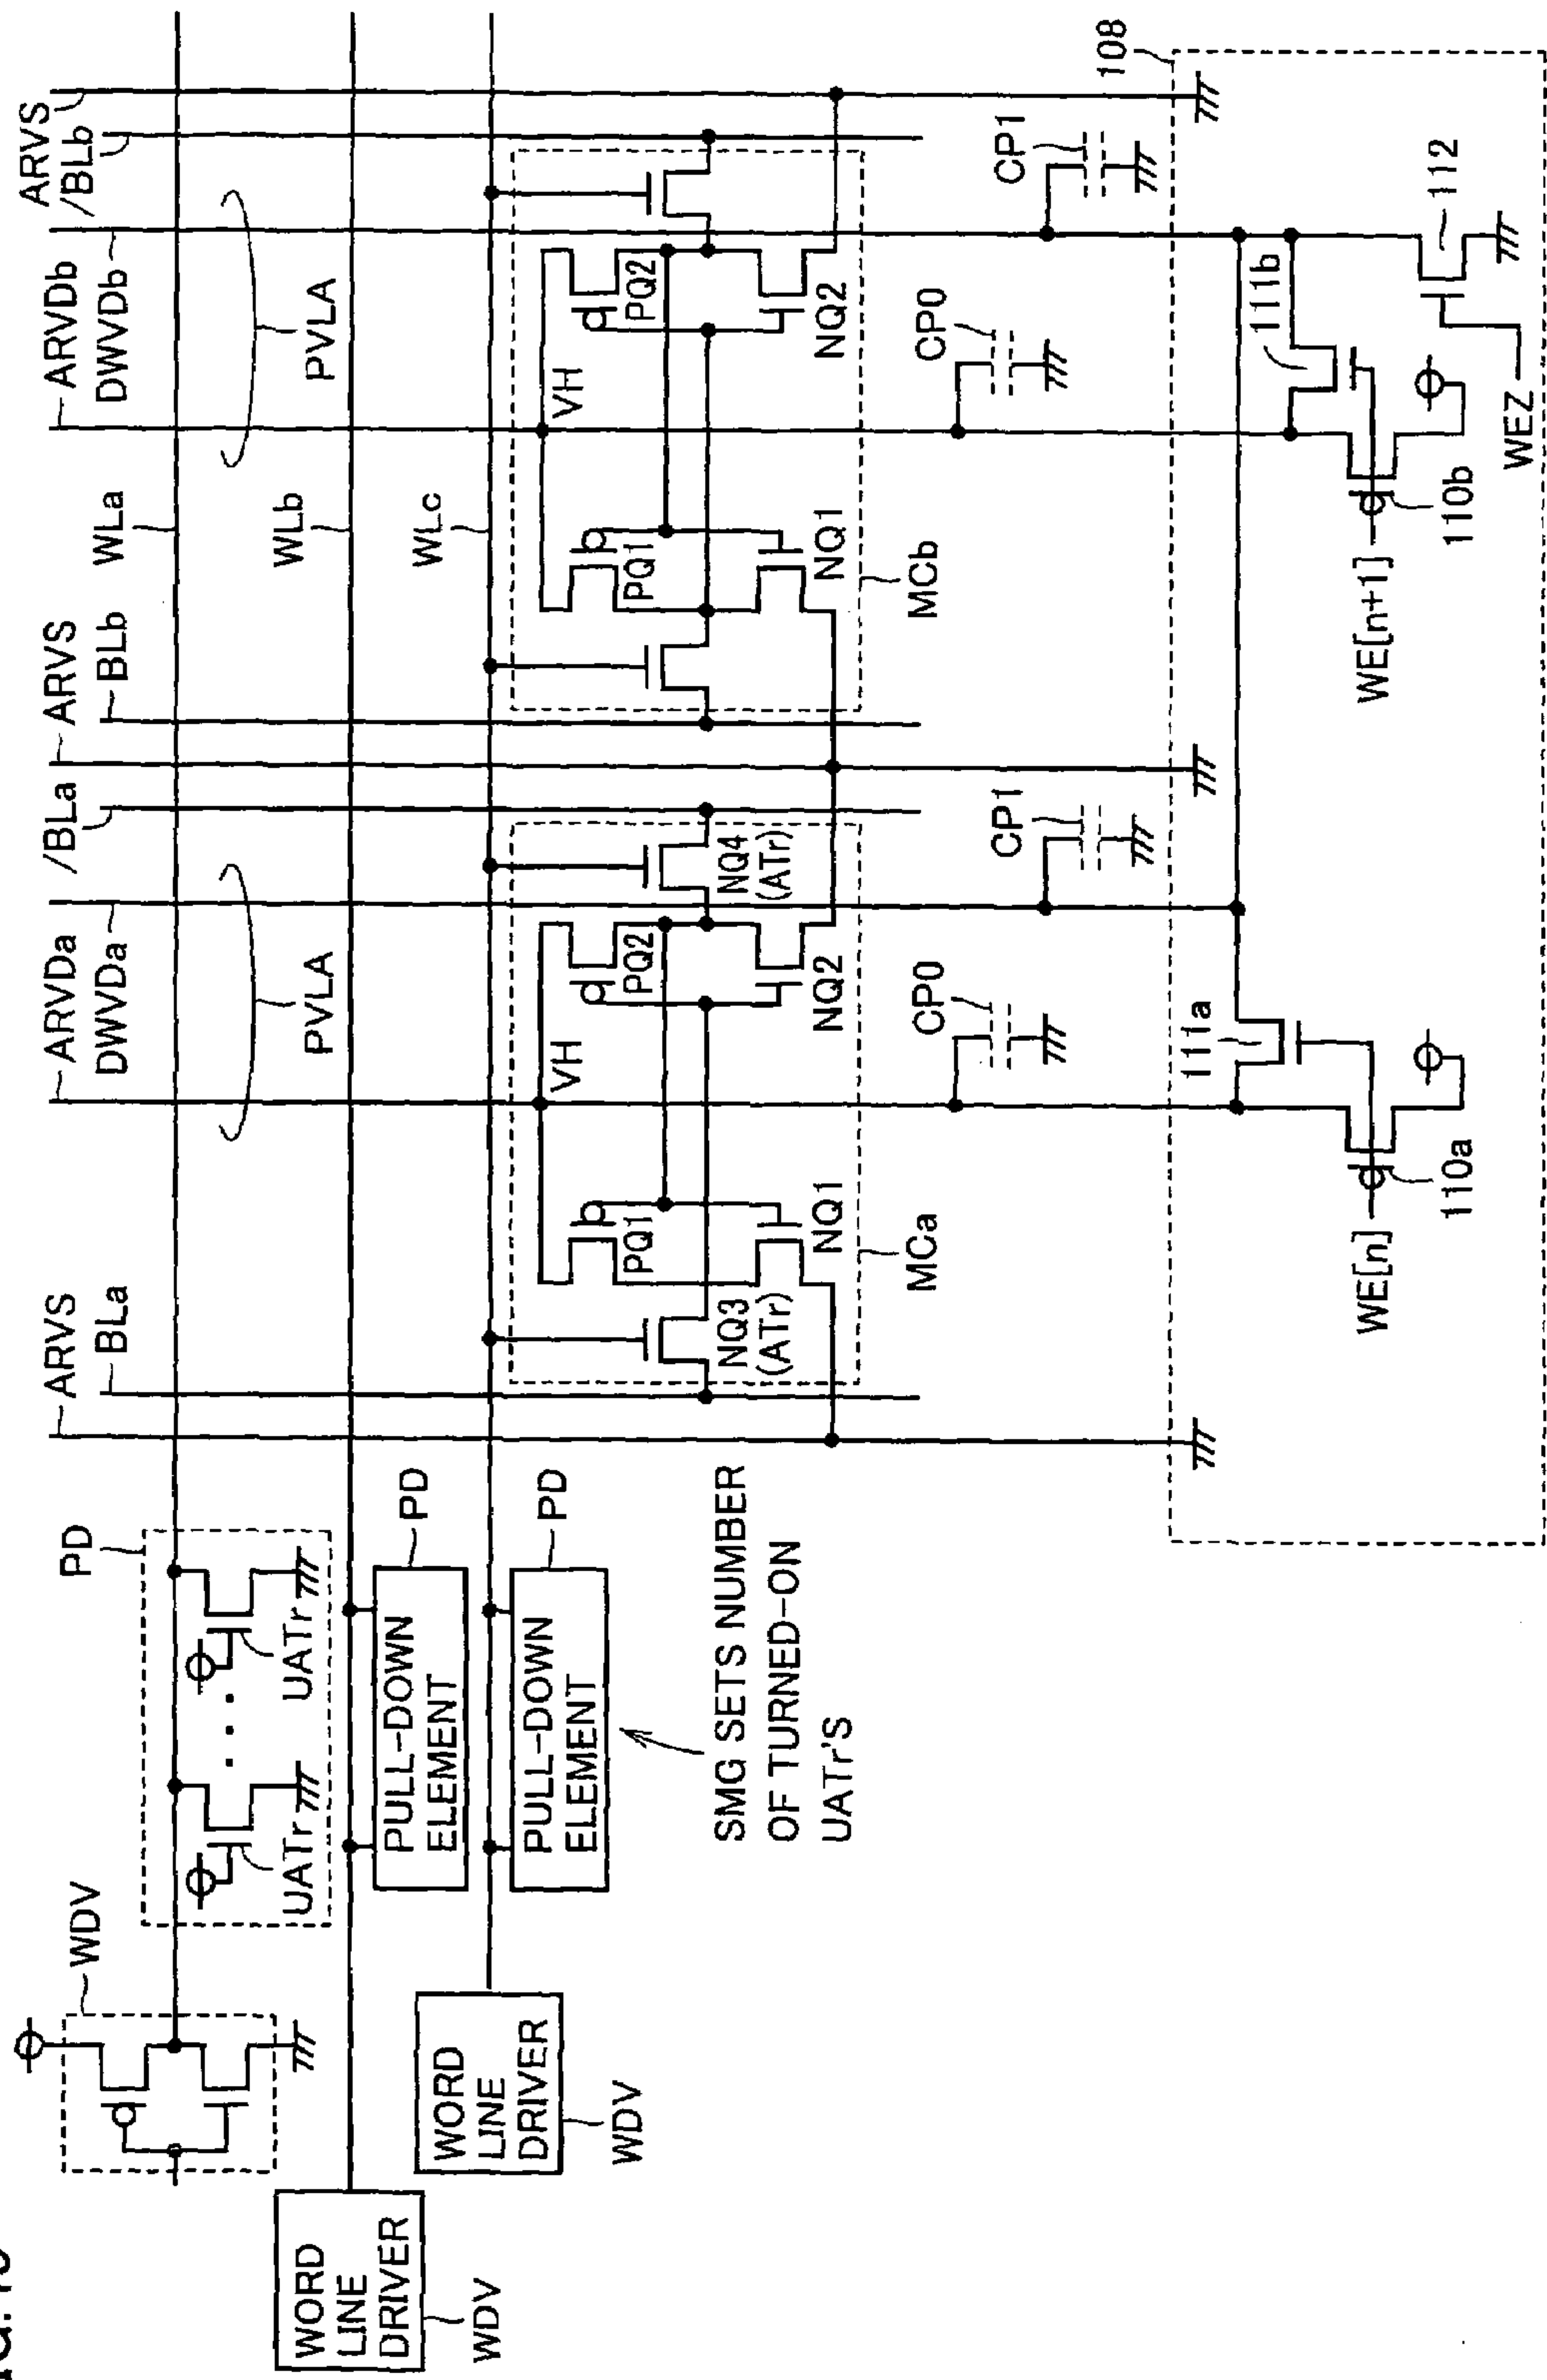 ARVS
BLa
ARVDa
DWVDa
/BLa
ARVS
BLb
ARVDb
DWVDb
ARVS
/BLb
PVLA
PVLA
WLa
WLb
WLc
WDV
PD
UATr
UATr
WORD
LINE
DRIVER
WDV
PULL-DOWN
ELEMENT
PD
WORD
LINE
DRIVER
WDV
PULL-DOWN
ELEMENT
PD
SMG SETS NUMBER
OF TURNED-ON
UATr'S
VH
PQ1
PQ2
NQ3
(ATr)
NQ4
(ATr)
NQ1
NQ2
MCa
VH
PQ1
PQ2
NQ1
NQ2
MCb
CP0
CP1
CP0
CP1
108
111a
111b
112
WE[n]
110a
WE[n+1]
110b
WEZ